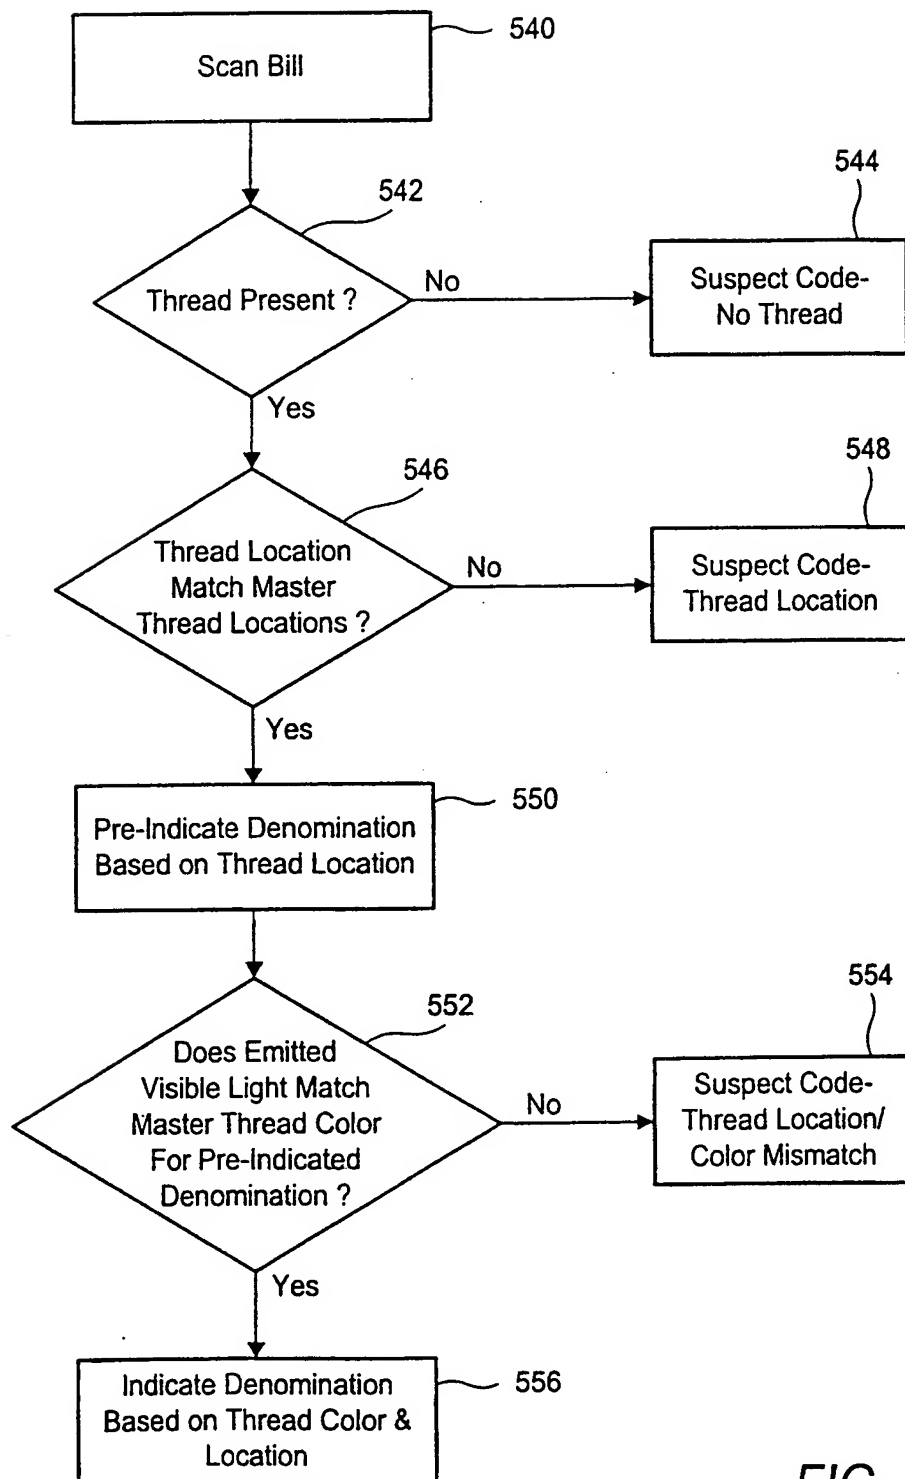 Scan Bill
540
542
Thread Present ?
No
544
Suspect Code-
No Thread
Yes
546
Thread Location
Match Master
Thread Locations ?
No
548
Suspect Code-
Thread Location
Yes
Pre-Indicate Denomination
Based on Thread Location
550
552
Does Emitted
Visible Light Match
Master Thread Color
For Pre-Indicated
Denomination ?
No
554
Suspect Code-
Thread Location/
Color Mismatch
Yes
Indicate Denomination
Based on Thread Color &
Location
556
FIG